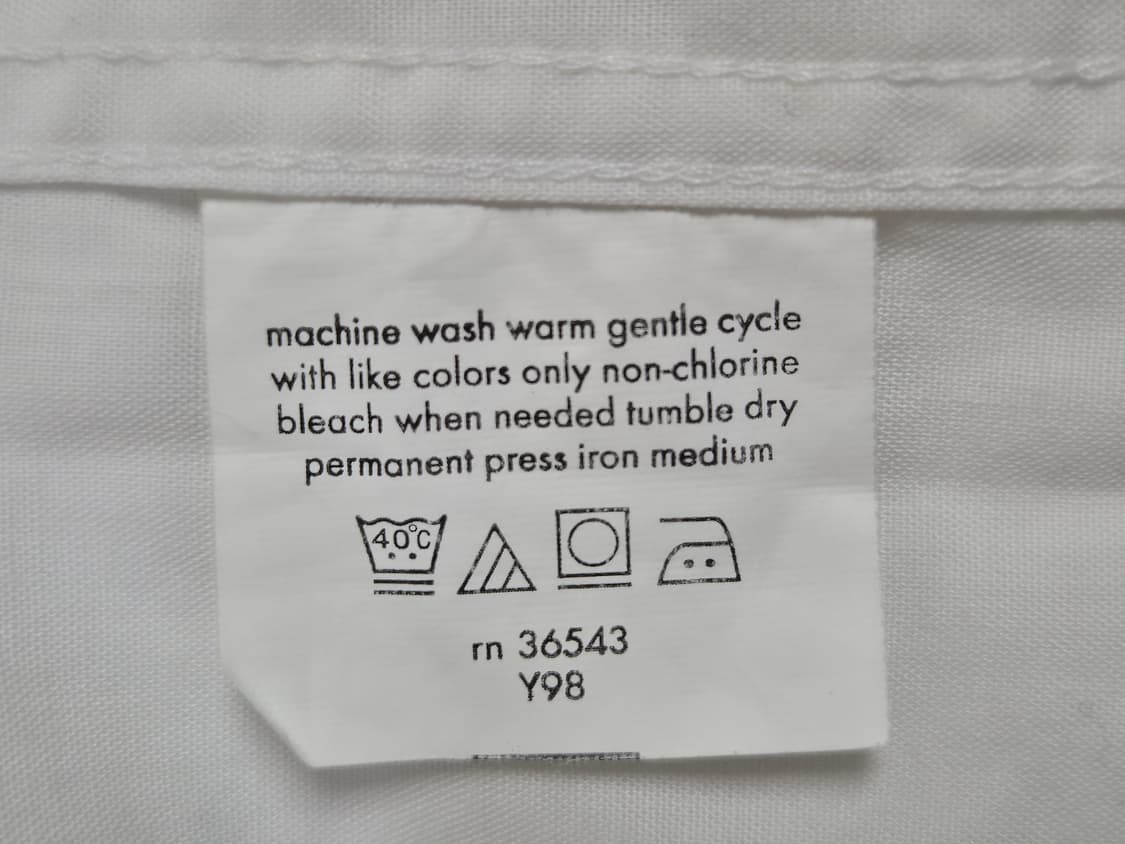 machine wash warm gentle cycle
with like colors only non-chlorine
bleach when needed tumble dry
permanent press iron medium
40°C
rn 36543
Y98